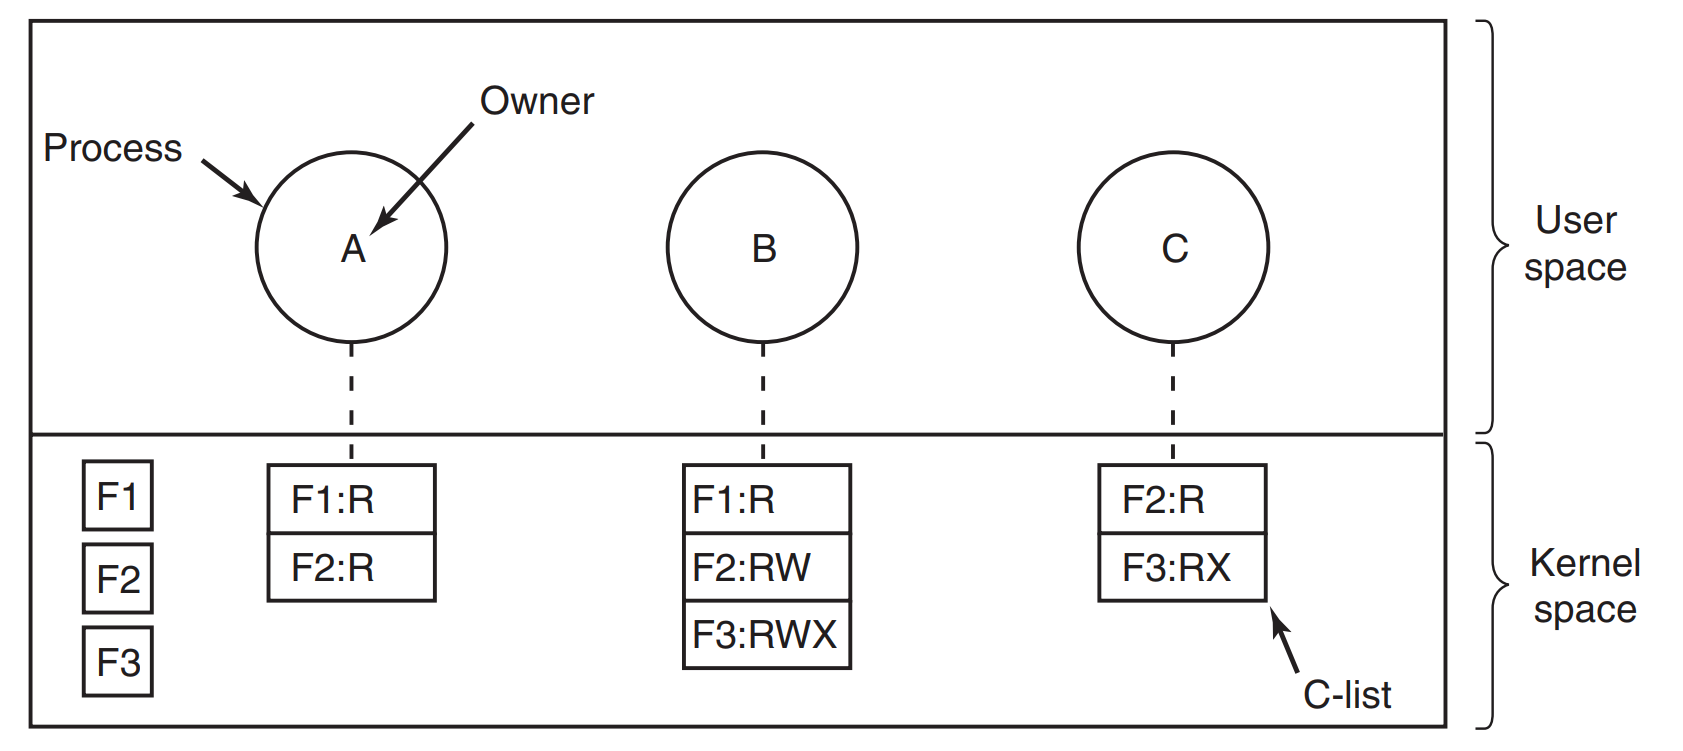 Owner
Process
A
B
C
User
space
F1
F2
F3
F1:R
F2:R
F1:R
F2:RW
F3:RWX
F2:R
F3:RX
C-list
Kernel
space